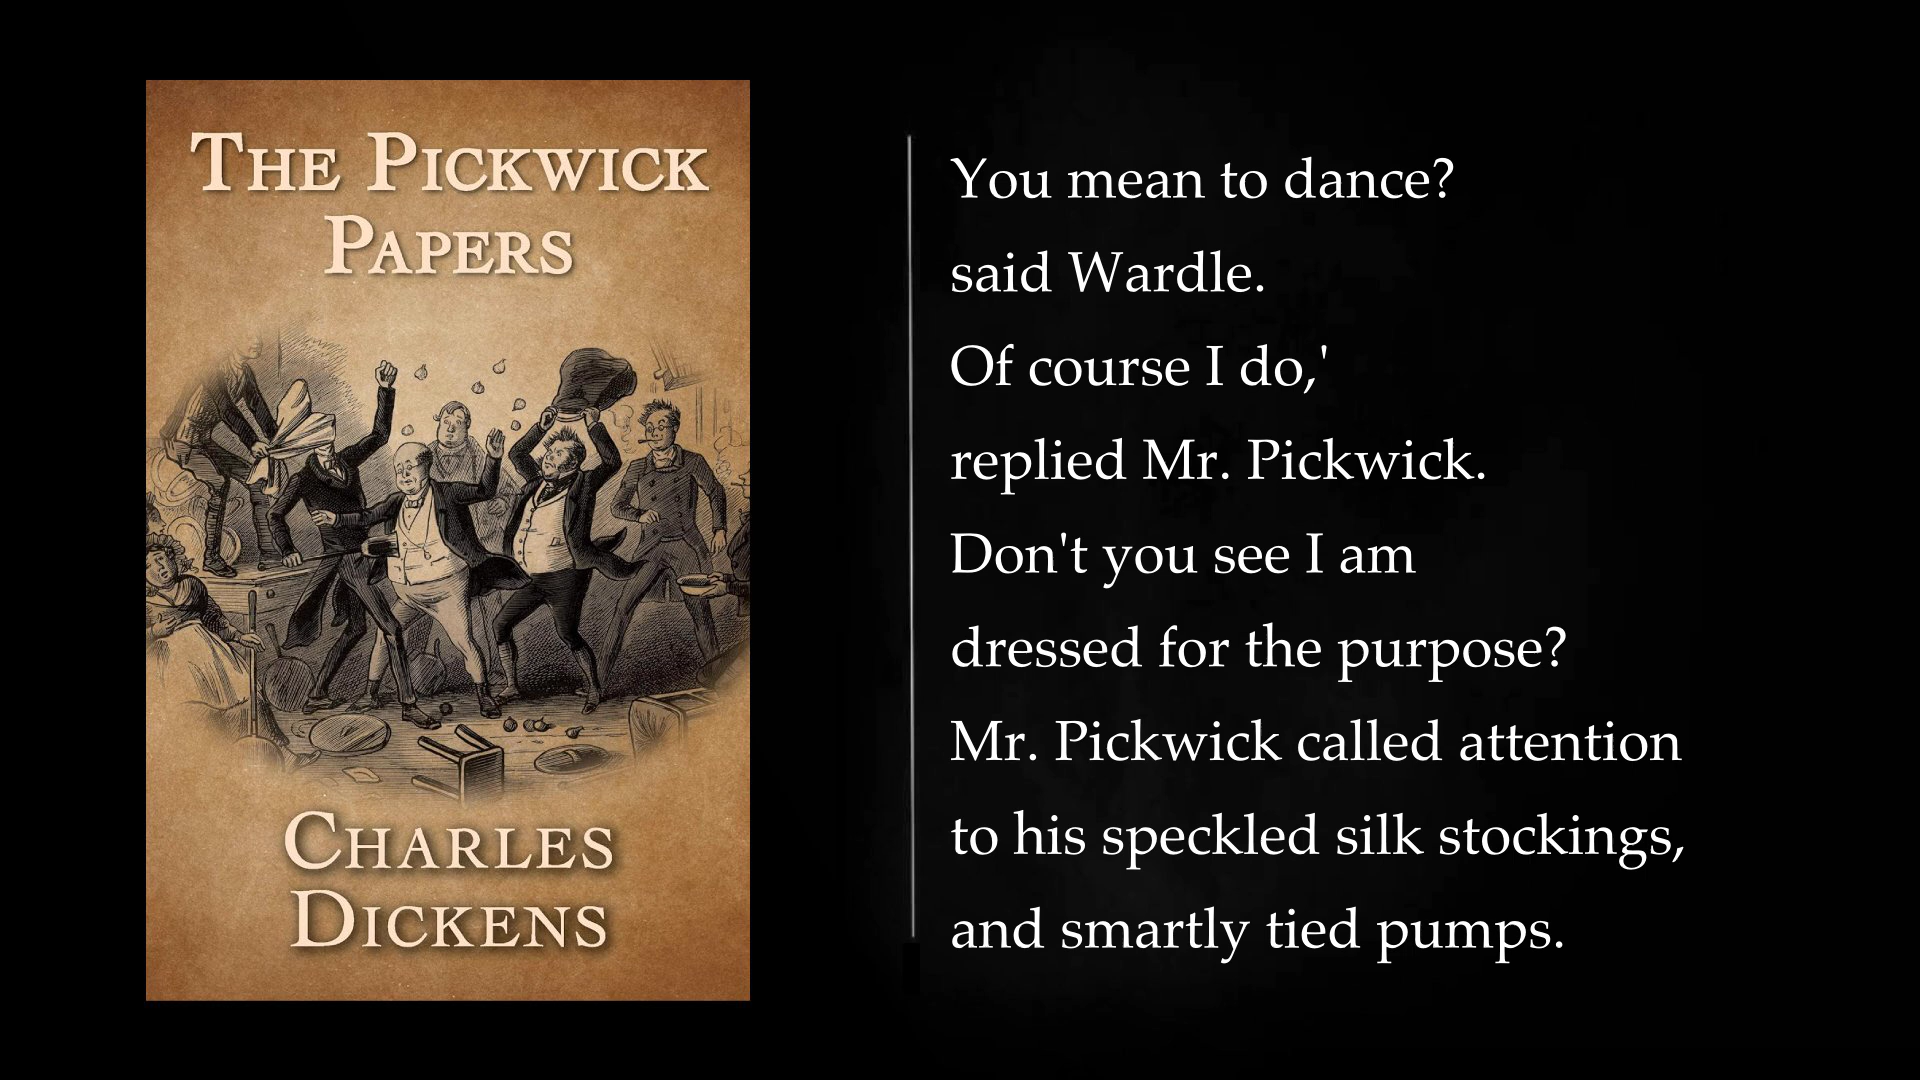 THE PICKWICK
PAPERS
CHARLES
DICKENS
You mean to dance?
said Wardle.
Of course I do,'
replied Mr. Pickwick.
Don't you see I am
dressed for the purpose?
Mr. Pickwick called attention
to his speckled silk stockings,
and smartly tied pumps.